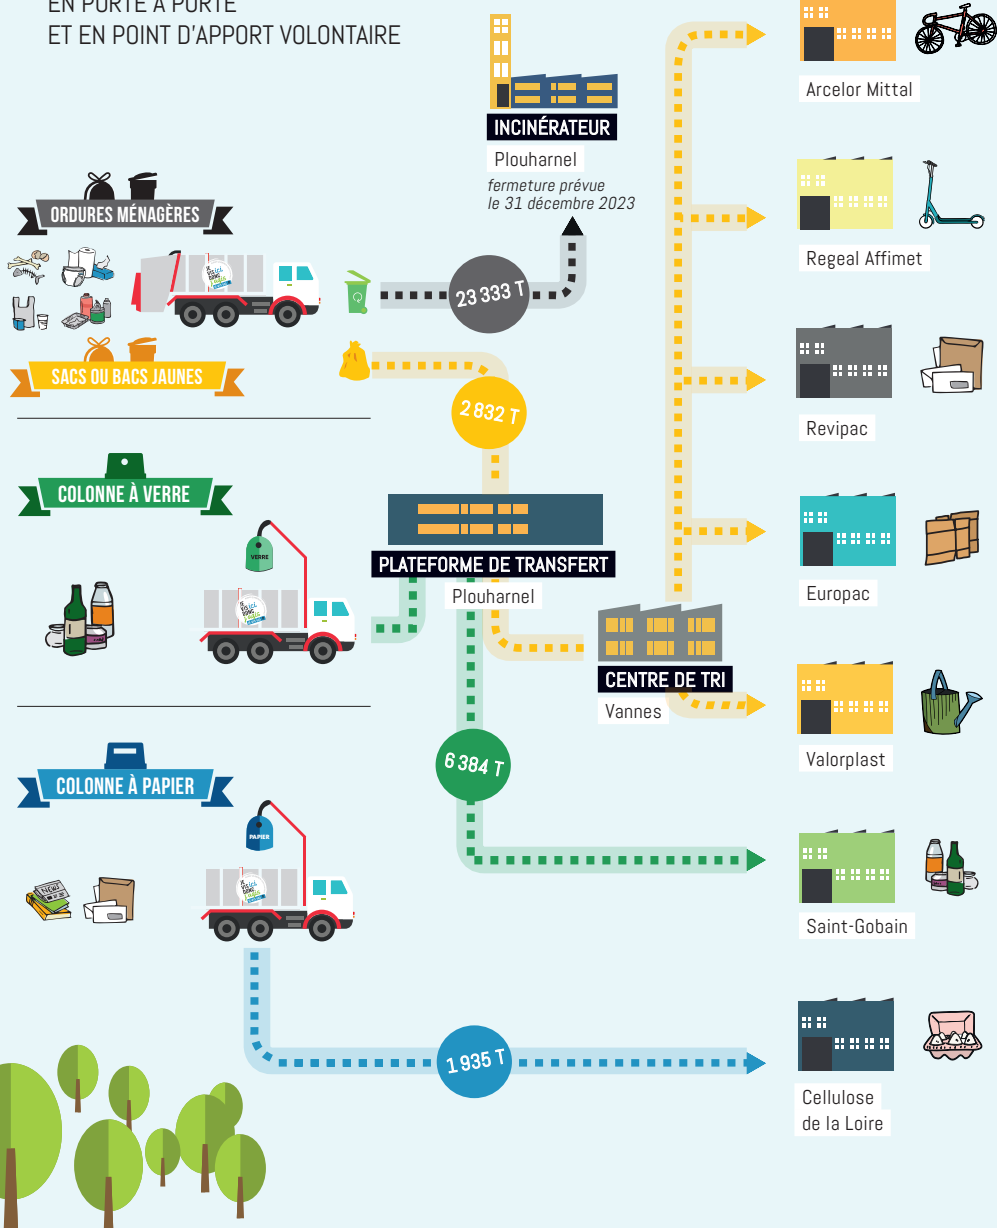 EN PORTE À PORTE
ET EN POINT D'APPORT VOLONTAIRE
INCINÉRATEUR
Plouharnel
fermeture prévue
le 31 décembre 2023
ORDURES MÉNAGÈRES
23 333 T
SACS OU BACS JAUNES
2 832 T
COLONNE À VERRE
VERRE
PLATEFORME DE TRANSFERT
Plouharnel
CENTRE DE TRI
Vannes
6 384 T
COLONNE À PAPIER
PAPIER
NEWS
1 935 T
Arcelor Mittal
Regeal Affimet
Revipac
Europac
Valorplast
Saint-Gobain
Cellulose
de la Loire